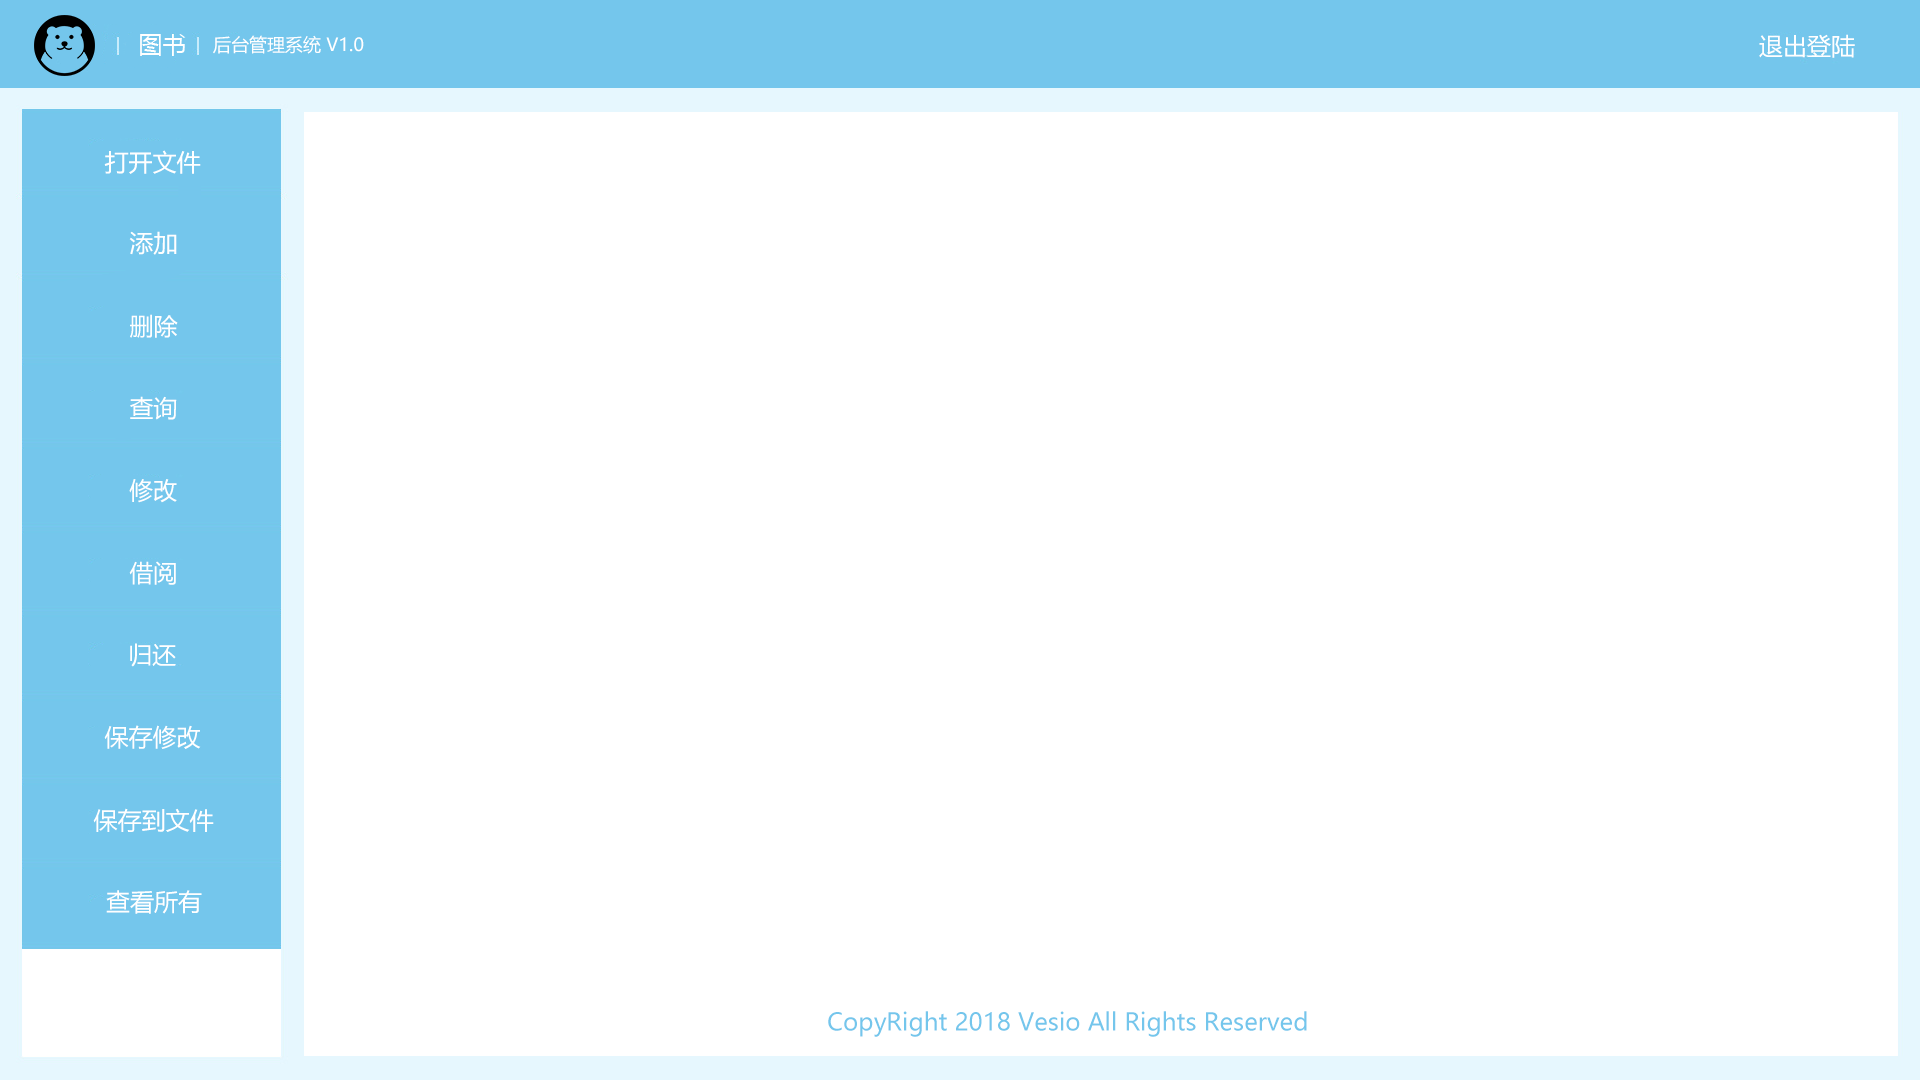 | 图书 | 后台管理系统 V1.0
退出登陆
打开文件
添加
删除
查询
修改
借阅
归还
保存修改
保存到文件
查看所有
CopyRight 2018 Vesio All Rights Reserved